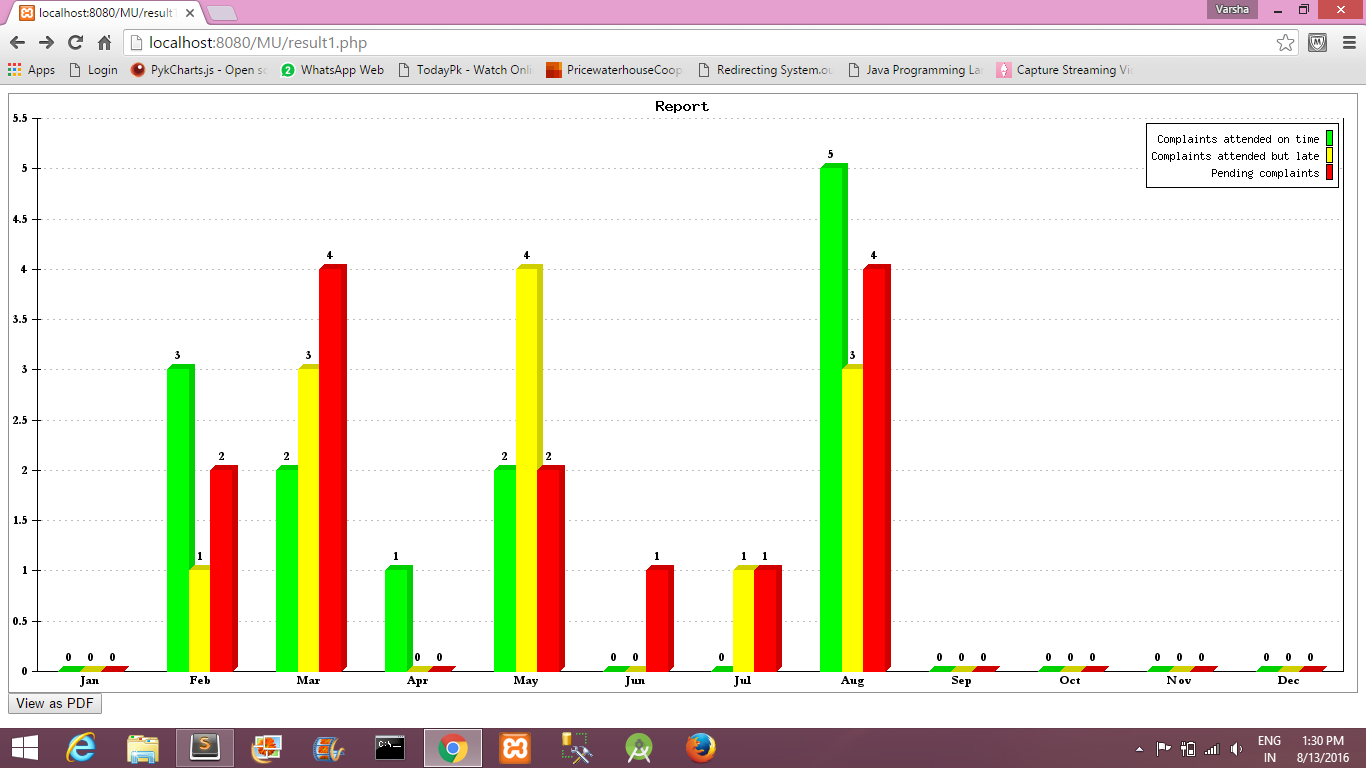 localhost:8080/MU/result1
Varsha
localhost:8080/MU/result1.php
Apps Login PykCharts.js - Open WhatsApp Web TodayPk - Watch Onli PricewaterhouseCoop Redirecting System.ou Java Programming La Capture Streaming Vi
Report
Complaints attended on time
Complaints attended but late
Pending complaints
5.5
5
4.5
4
3.5
3
2.5
2
1.5
1
0.5
0
0 0 0
3 1 2
2 3 4
1 0 0
2 4 2
0 0 1
0 1 1
5 3 4
0 0 0
0 0 0
0 0 0
0 0 0
Jan Feb Mar Apr May Jun Jul Aug Sep Oct Nov Dec
View as PDF
ENG
IN
1:30 PM
8/13/2016